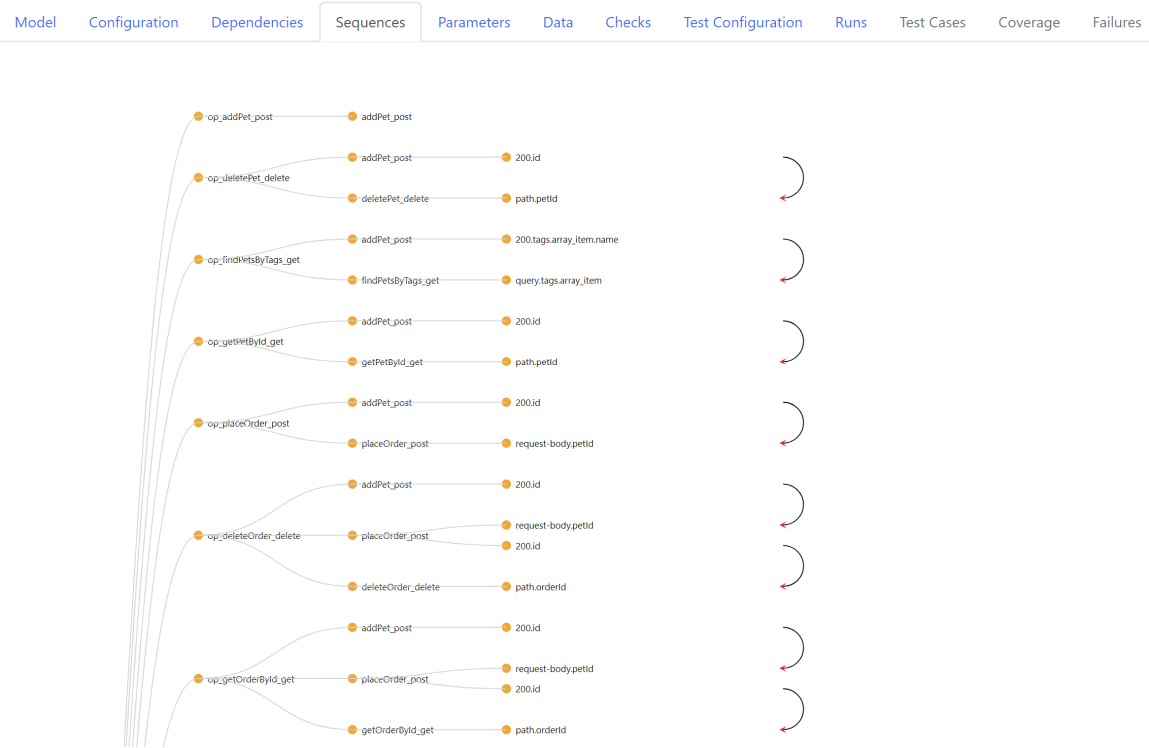 Model Configuration Dependencies Sequences Parameters Data Checks Test Configuration Runs Test Cases Coverage Failures
op_addPet_post addPet_post
addPet_post 200.id
op_deletePet_delete
deletePet_delete path.petId
addPet_post 200.tags.array_item.name
op_findPetsByTags_get
findPetsByTags_get query.tags.array_item
addPet_post 200.id
op_getPetById_get
getPetById_get path.petId
addPet_post 200.id
op_placeOrder_post
placeOrder_post request-body.petId
addPet_post 200.id
request-body.petId
op_deleteOrder_delete placeOrder_post
200.id
deleteOrder_delete path.orderId
addPet_post 200.id
request-body.petId
op_getOrderById_get placeOrder_post
200.id
getOrderById_get path.orderId